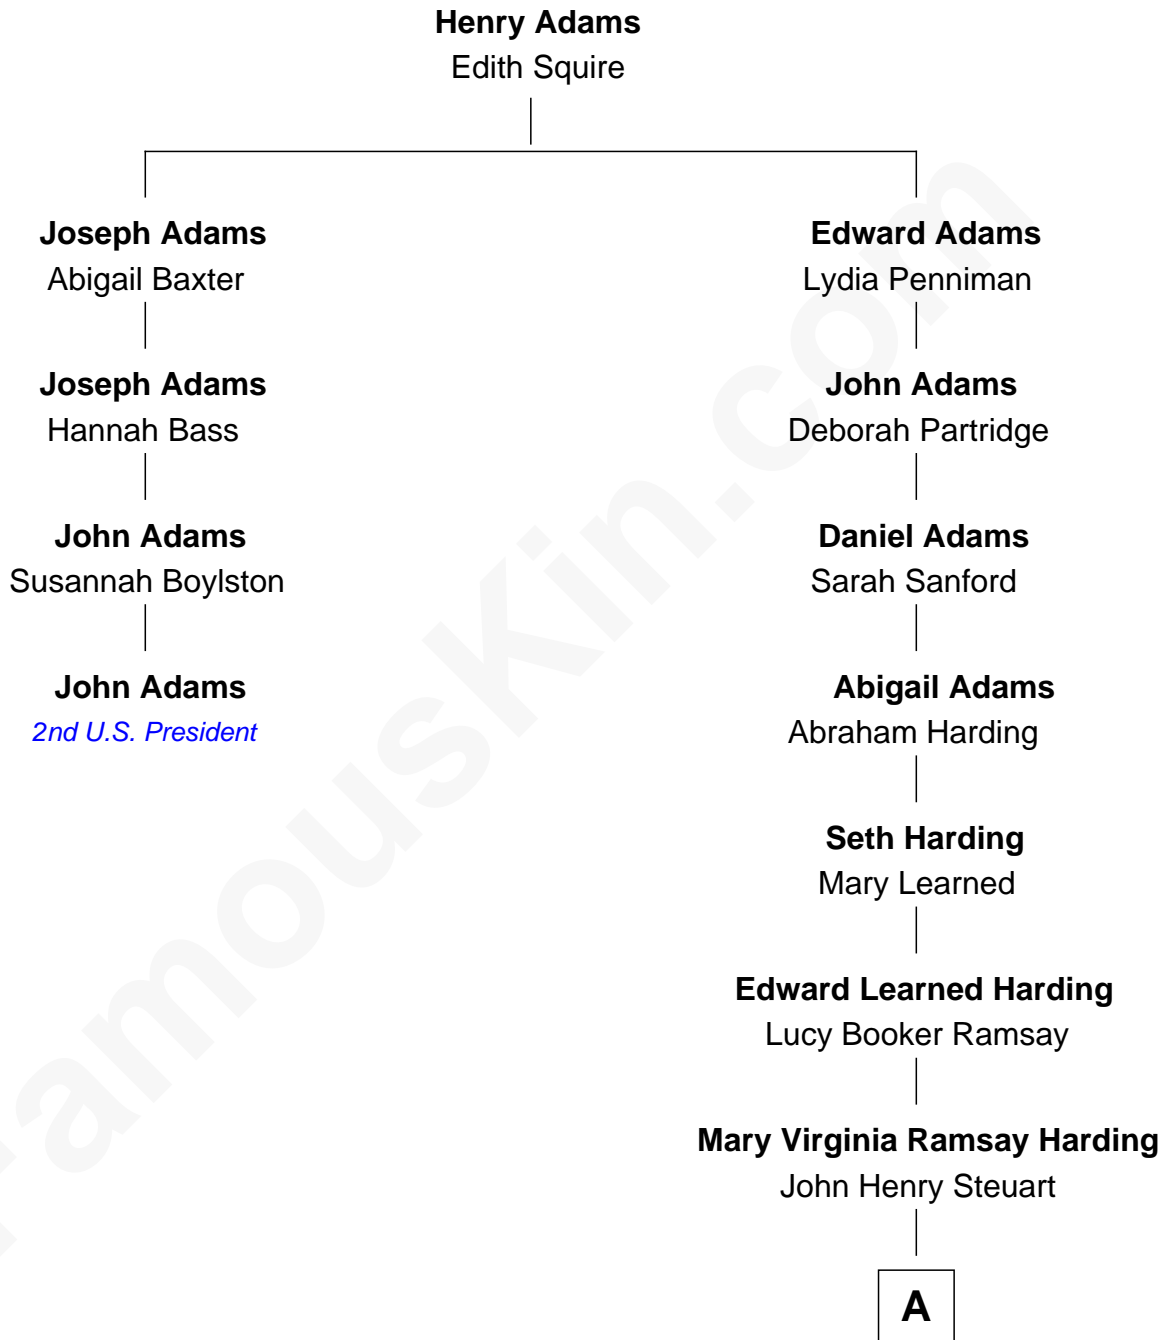 Henry Adams
Edith Squire
Joseph Adams
Abigail Baxter
Joseph Adams
Hannah Bass
John Adams
Susannah Boylston
John Adams
2nd U.S. President
Edward Adams
Lydia Penniman
John Adams
Deborah Partridge
Daniel Adams
Sarah Sanford
Abigail Adams
Abraham Harding
Seth Harding
Mary Learned
Edward Learned Harding
Lucy Booker Ramsay
Mary Virginia Ramsay Harding
John Henry Steuart
A
FamousKin.com